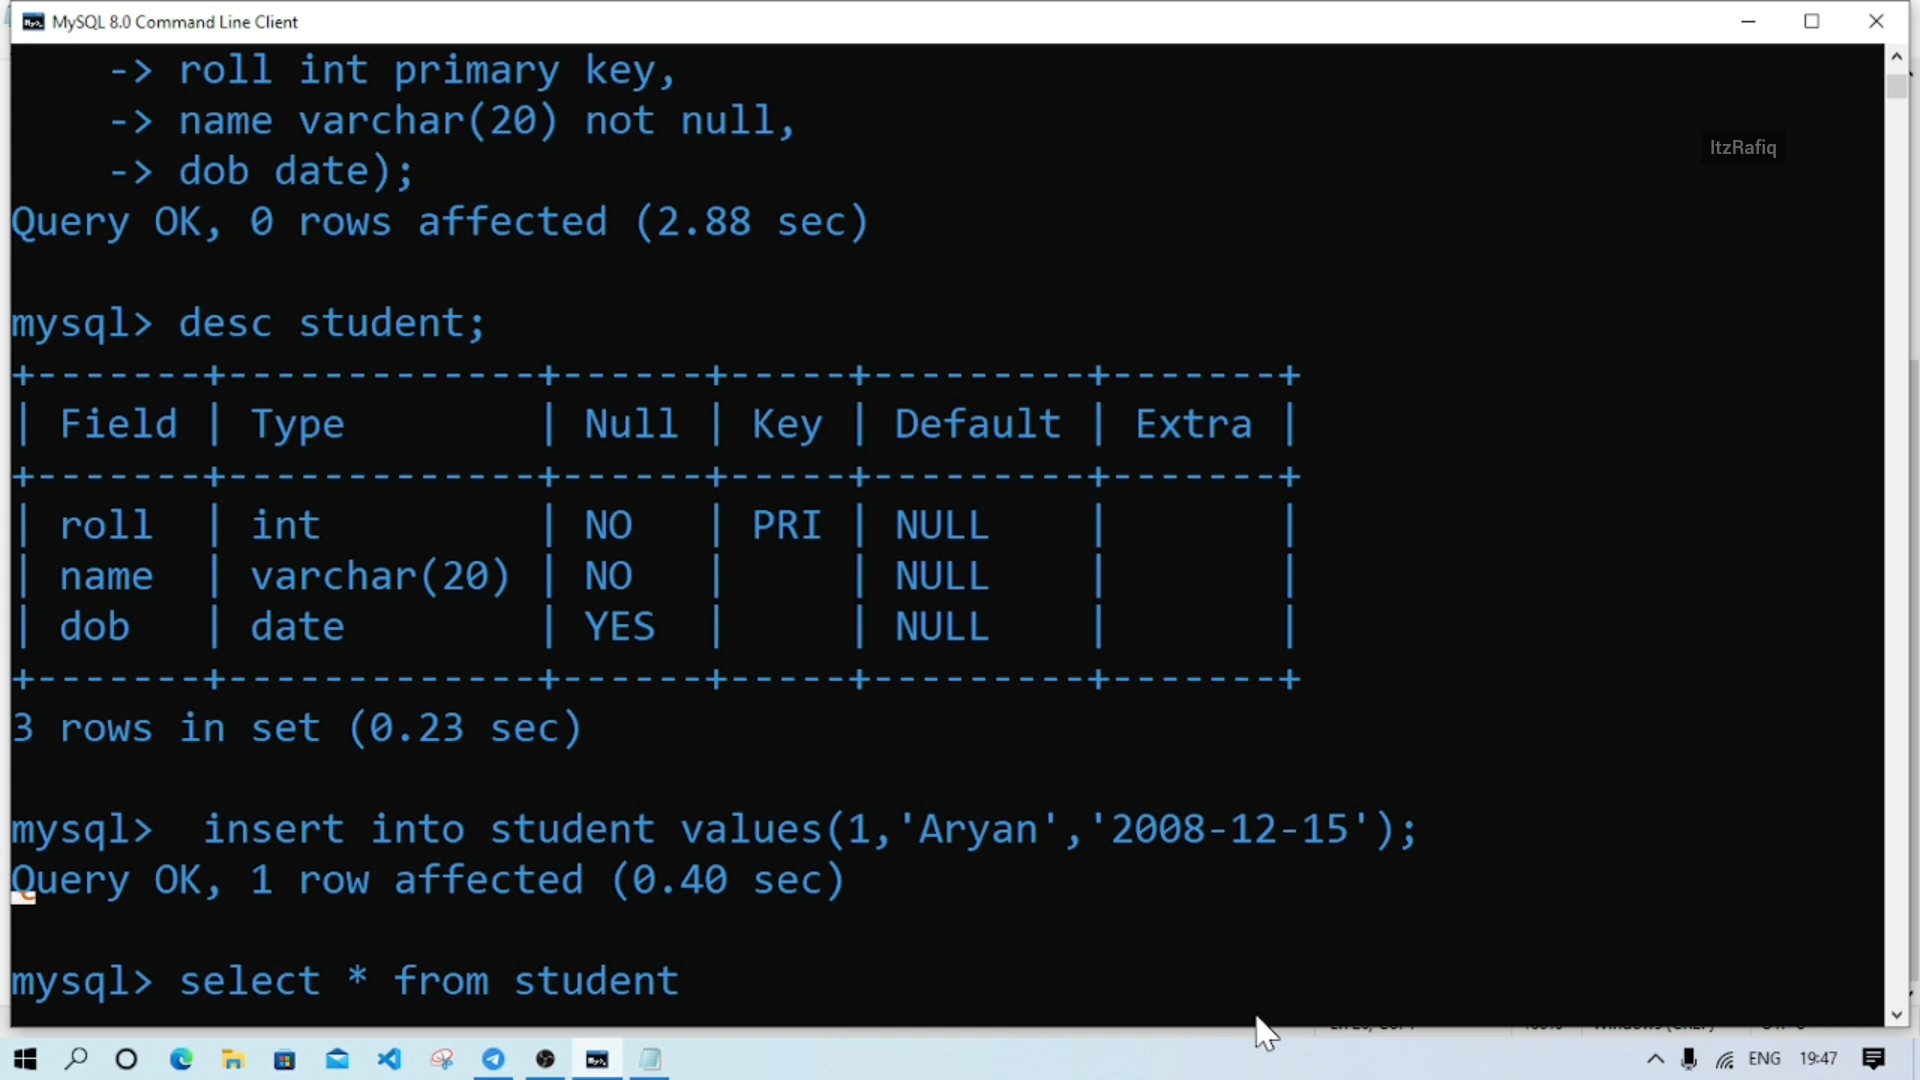 MySQL 8.0 Command Line Client
    -> roll int primary key,
    -> name varchar(20) not null,
    -> dob date);
Query OK, 0 rows affected (2.88 sec)
ItzRafiq
mysql> desc student;
+-------+-------------+------+-----+---------+-------+
| Field | Type        | Null | Key | Default | Extra |
+-------+-------------+------+-----+---------+-------+
| roll  | int         | NO   | PRI | NULL    |       |
| name  | varchar(20) | NO   |     | NULL    |       |
| dob   | date        | YES  |     | NULL    |       |
+-------+-------------+------+-----+---------+-------+
3 rows in set (0.23 sec)
mysql>  insert into student values(1,'Aryan','2008-12-15');
Query OK, 1 row affected (0.40 sec)
mysql> select * from student
ENG 19:47